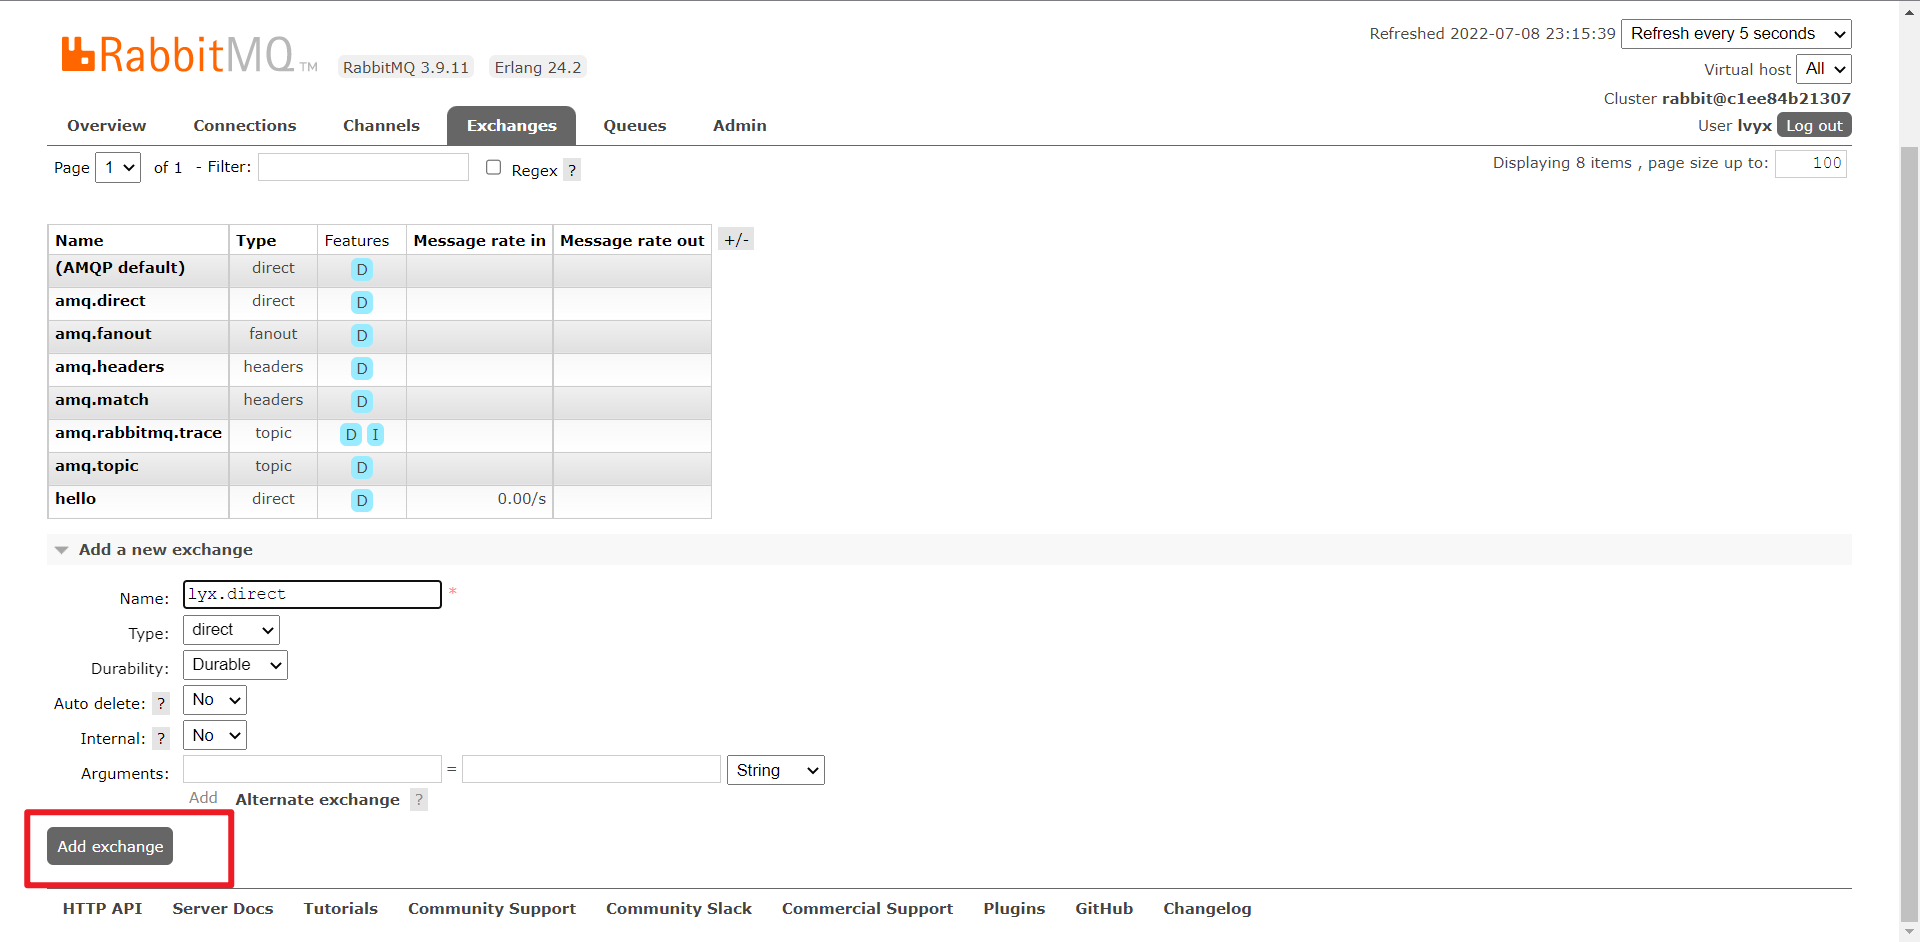 RabbitMQ TM RabbitMQ 3.9.11 Erlang 24.2
Refreshed 2022-07-08 23:15:39 Refresh every 5 seconds
Virtual host All
Cluster rabbit@c1ee84b21307
User lvyx Log out
Overview Connections Channels Exchanges Queues Admin
Page 1 of 1 - Filter: Regex ? Displaying 8 items , page size up to: 100
Name Type Features Message rate in Message rate out +/-
(AMQP default) direct D
amq.direct direct D
amq.fanout fanout D
amq.headers headers D
amq.match headers D
amq.rabbitmq.trace topic D I
amq.topic topic D
hello direct D 0.00/s
Add a new exchange
Name: lyx.direct *
Type: direct
Durability: Durable
Auto delete: ? No
Internal: ? No
Arguments: = String
Add Alternate exchange ?
Add exchange
HTTP API Server Docs Tutorials Community Support Community Slack Commercial Support Plugins GitHub Changelog